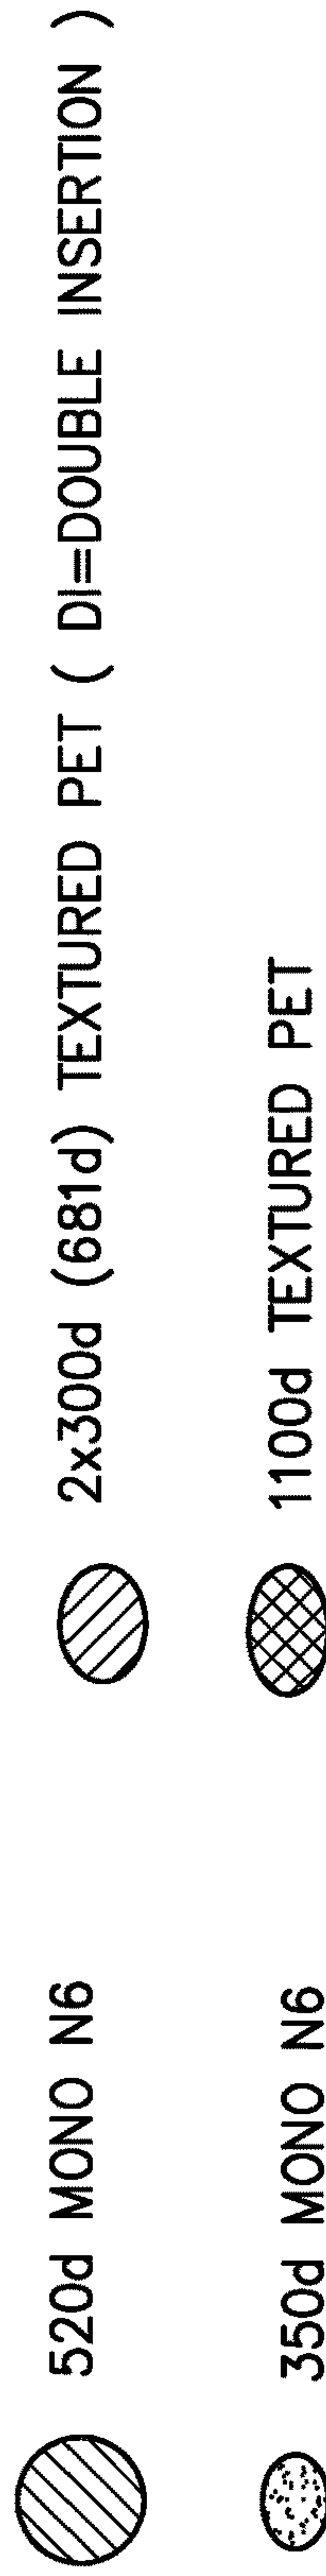 520d MONO N6
2x300d (681d) TEXTURED PET ( DI=DOUBLE INSERTION )
350d MONO N6
1100d TEXTURED PET